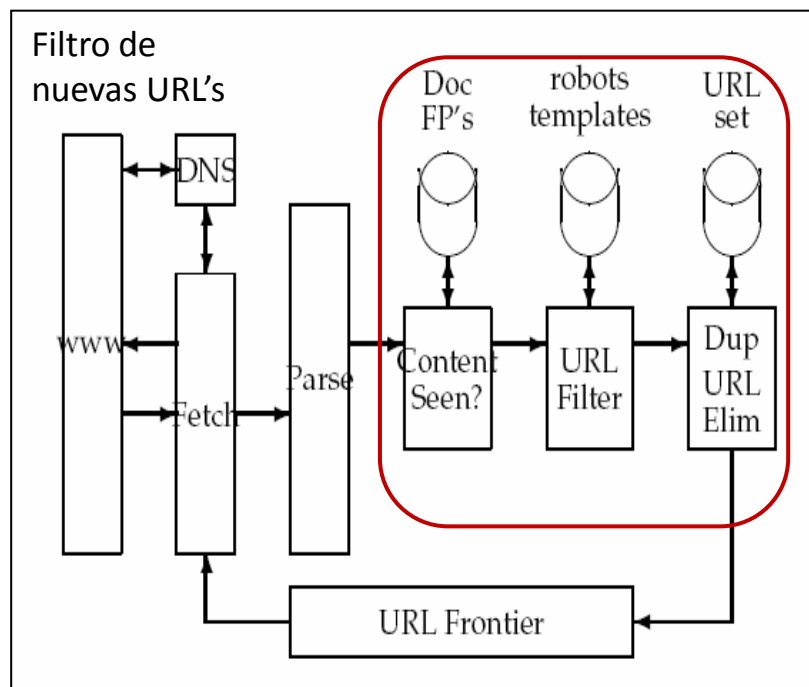 Filtro de
nuevas URL's
Doc
FP's
robots
templates
URL
set
DNS
www
Fetch
Parse
Content
Seen?
URL
Filter
Dup
URL
Elim
URL Frontier